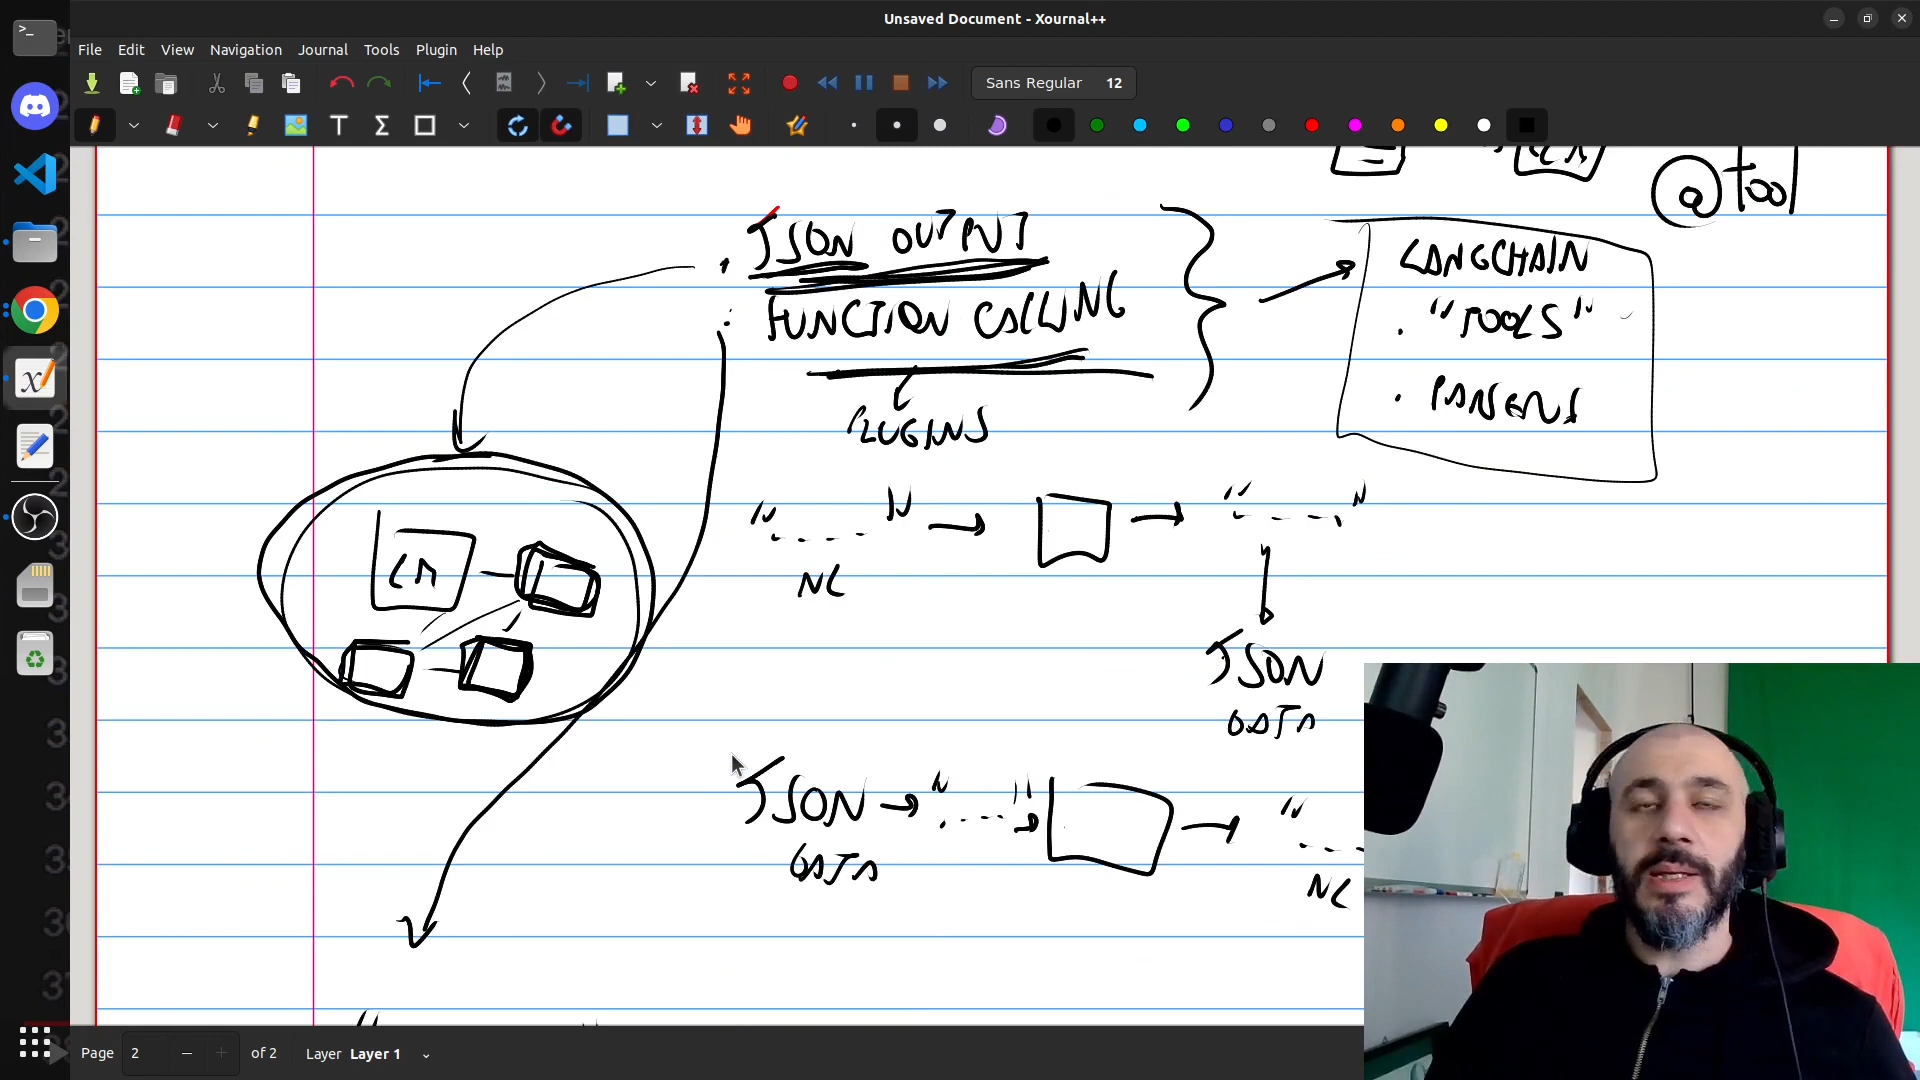 Unsaved Document - Xournal++
File Edit View Navigation Journal Tools Plugin Help
Sans Regular 12
@tool
JSON OUTPUT
FUNCTION CALLING
PLUGINS
LANGCHAIN
"TOOLS"
PARSERS
LM
NL
JSON
DATA
JSON
DATA
NL
Page 2 of 2 Layer Layer 1